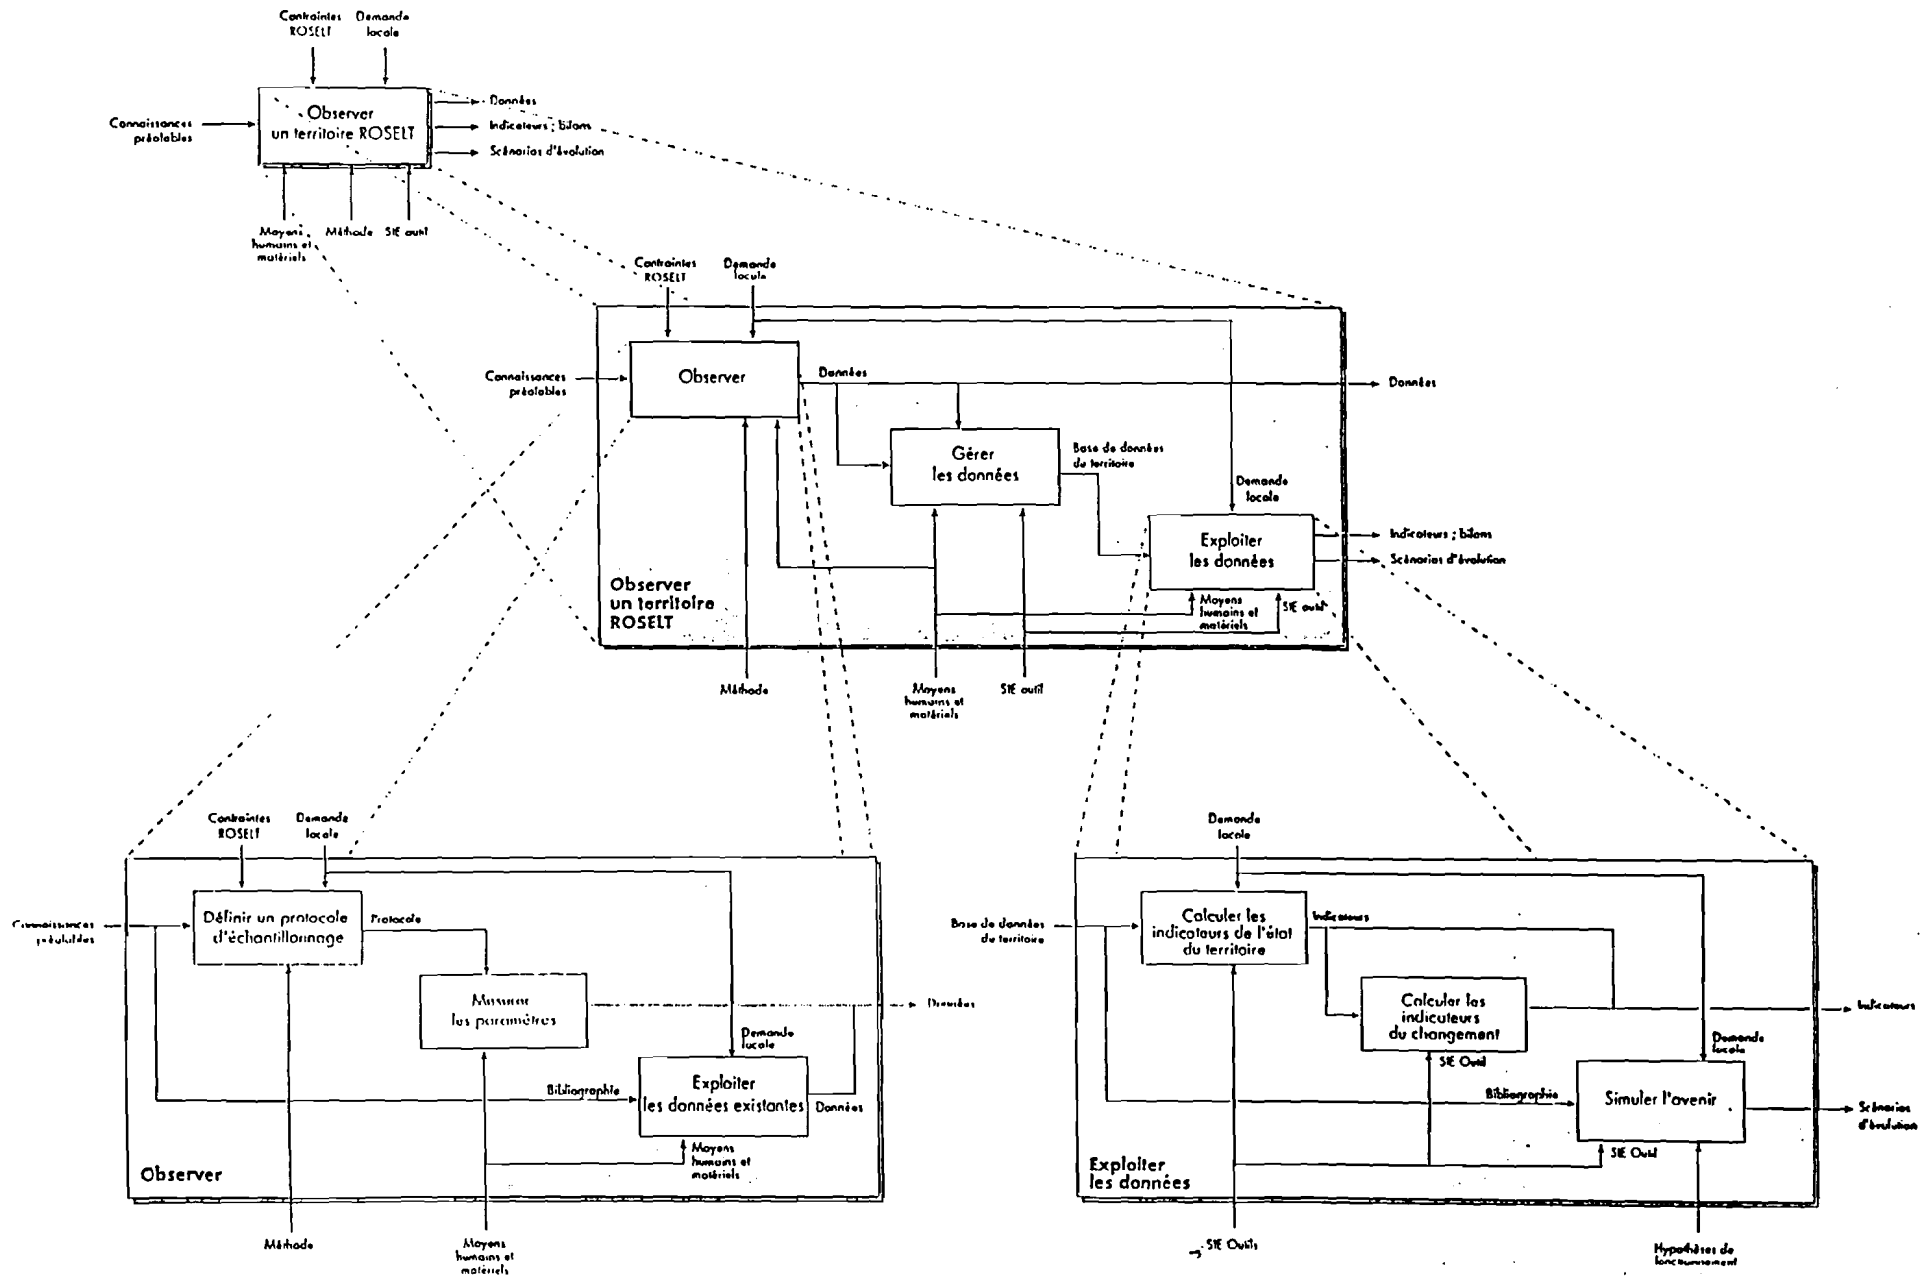 Contraintes
ROSELT
Demande
locale
Connaissances
préalables
Observer
un territoire ROSELT
Données
Indicateurs ; bilans
Scénarios d'évolution
Moyens
humains et
matériels
Méthode
SIE outil
Contraintes
ROSELT
Demande
locale
Connaissances
préalables
Observer
Données
Données
Gérer
les données
Base de données
du territoire
Demande
locale
Exploiter
les données
Indicateurs ; bilans
Scénarios d'évolution
Moyens
humains et
matériels
SIE outil
Observer
un territoire
ROSELT
Méthode
Moyens
humains et
matériels
SIE outil
Contraintes
ROSELT
Demande
locale
Connaissances
préalables
Définir un protocole
d'échantillonnage
Protocole
Mesurer
les paramètres
Données
Demande
locale
Bibliographie
Exploiter
les données existantes
Données
Moyens
humains et
matériels
Observer
Méthode
Moyens
humains et
matériels
Demande
locale
Base de données
du territoire
Calculer les
indicateurs de l'état
du territoire
Indicateurs
Calculer les
indicateurs
du changement
Indicateurs
SIE Outil
Demande
locale
Bibliographie
Simuler l'avenir
Scénarios
d'évolution
SIE Outil
Exploiter
les données
SIE Outils
Hypothèses de
fonctionnement